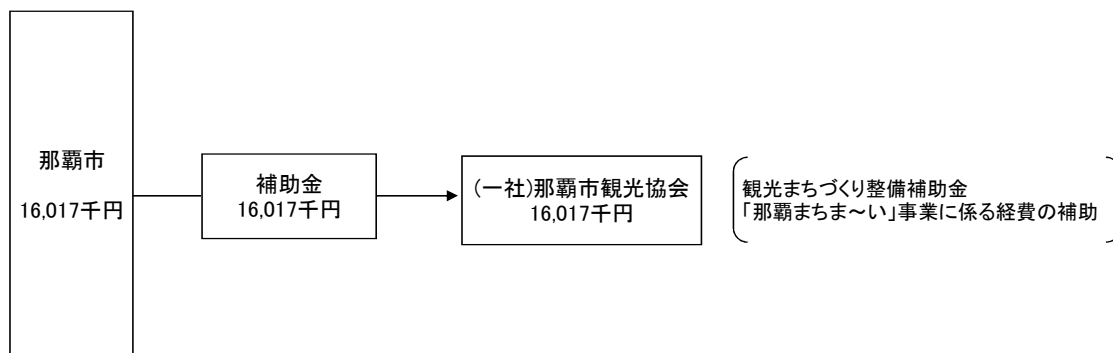 那覇市
16,017千円
補助金
16,017千円
(一社)那覇市観光協会
16,017千円
観光まちづくり整備補助金
「那覇まちま～い」事業に係る経費の補助